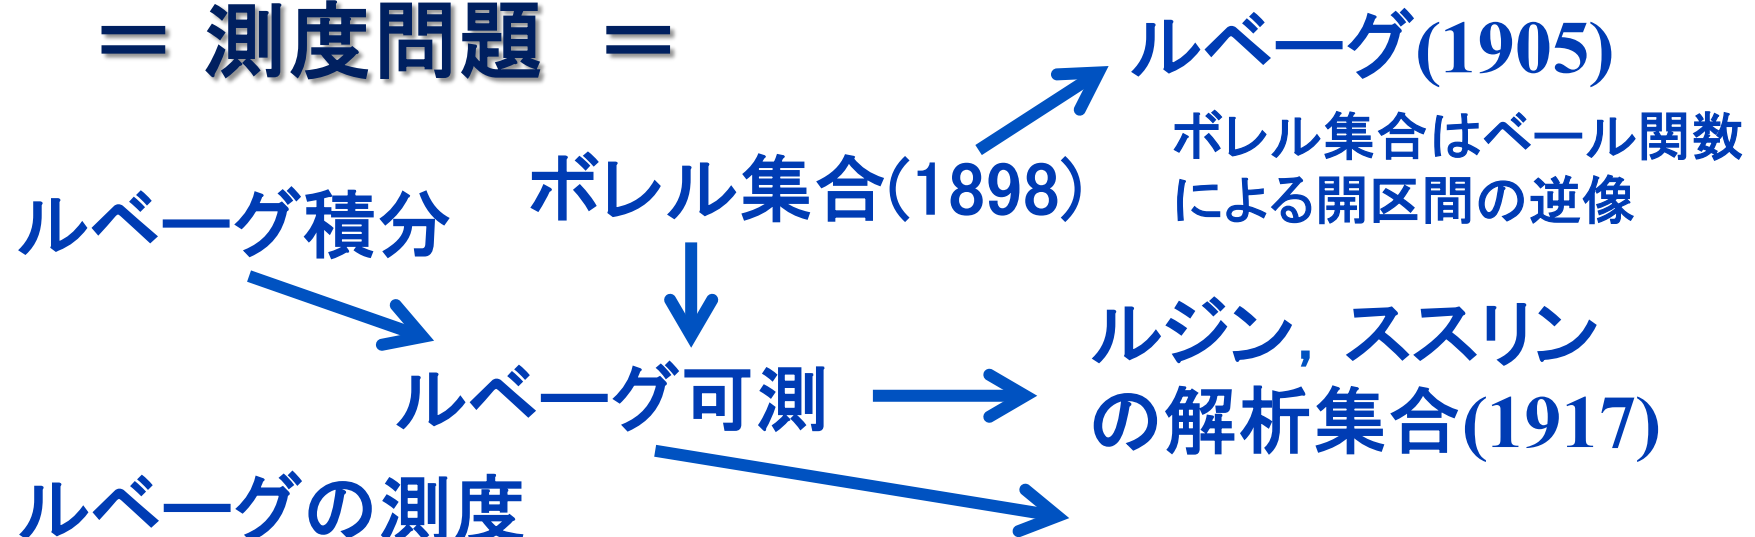 ＝ 測度問題 ＝
ルベーグ(1905)
ボレル集合はベール関数
による開区間の逆像
ボレル集合(1898)
ルベーグ積分
ルジン, ススリン
の解析集合(1917)
ルベーグ可測
ルベーグの測度